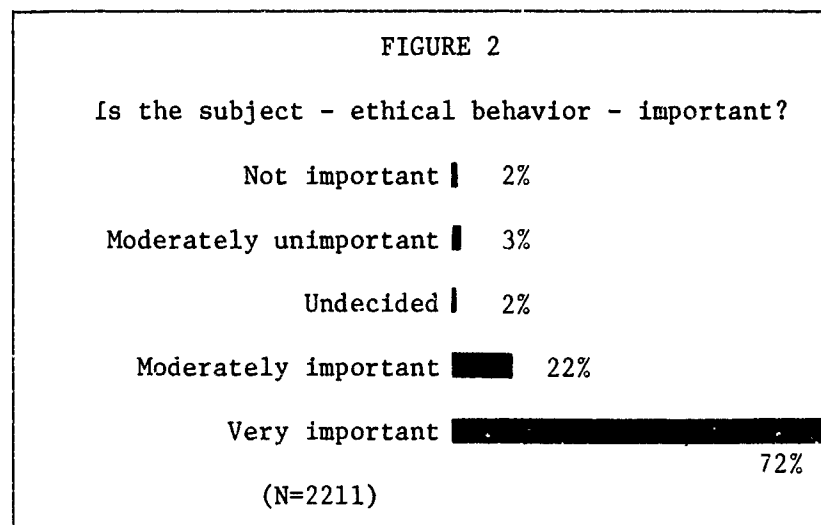 FIGURE 2
Is the subject - ethical behavior - important?
Not important 2%
Moderately unimportant 3%
Undecided 2%
Moderately important 22%
Very important
72%
(N=2211)